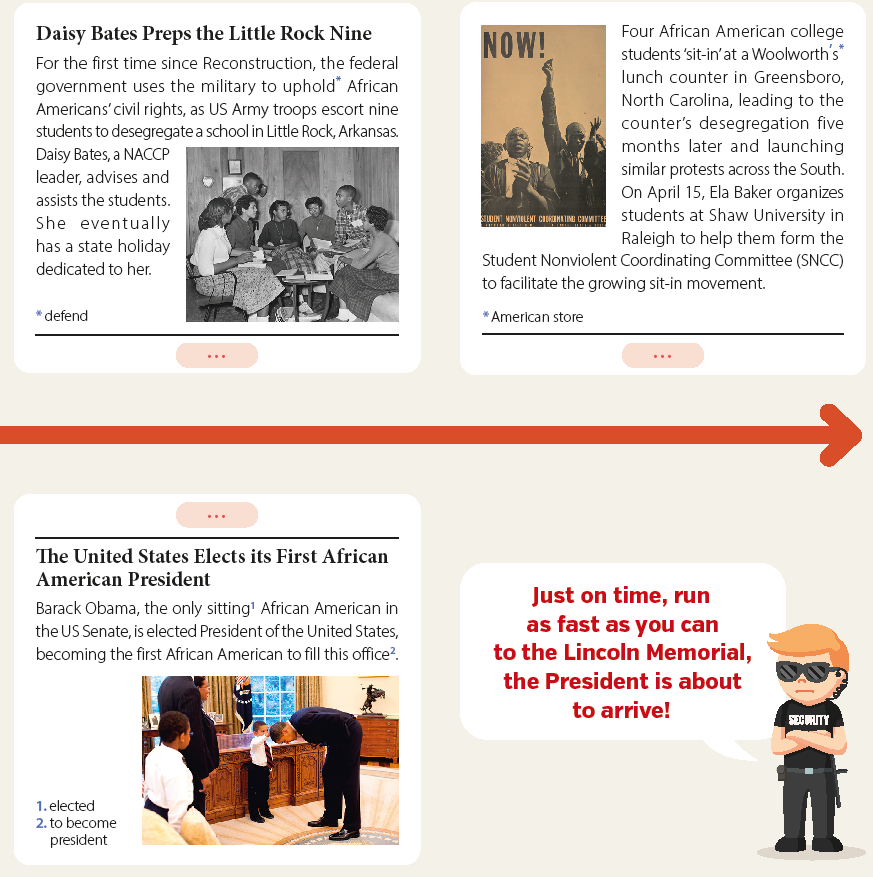 Daisy Bates Preps the Little Rock Nine
For the first time since Reconstruction, the federal
government uses the military to uphold* African
Americans' civil rights, as US Army troops escort nine
students to desegregate a school in Little Rock, Arkansas.
Daisy Bates, a NACCP
leader, advises and
assists the students.
She eventually
has a state holiday
dedicated to her.
* defend
...
NOW!
STUDENT NONVIOLENT COORDINATING COMMITTEE
Four African American college
students 'sit-in' at a Woolworth's*
lunch counter in Greensboro,
North Carolina, leading to the
counter's desegregation five
months later and launching
similar protests across the South.
On April 15, Ela Baker organizes
students at Shaw University in
Raleigh to help them form the
Student Nonviolent Coordinating Committee (SNCC)
to facilitate the growing sit-in movement.
* American store
...
...
The United States Elects its First African
American President
Barack Obama, the only sitting¹ African American in
the US Senate, is elected President of the United States,
becoming the first African American to fill this office².
1. elected
2. to become
president
Just on time, run
as fast as you can
to the Lincoln Memorial,
the President is about
to arrive!
SECURITY